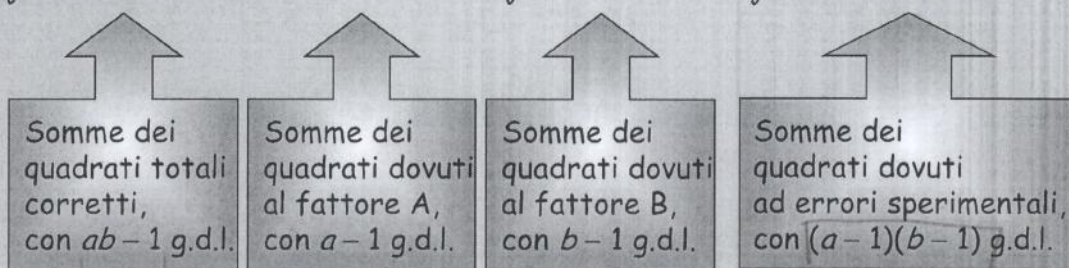 Somme dei
quadrati totali
corretti,
con ab – 1 g.d.l.
Somme dei
quadrati dovuti
al fattore A,
con a – 1 g.d.l.
Somme dei
quadrati dovuti
al fattore B,
con b – 1 g.d.l.
Somme dei
quadrati dovuti
ad errori sperimentali,
con (a – 1)(b – 1) g.d.l.